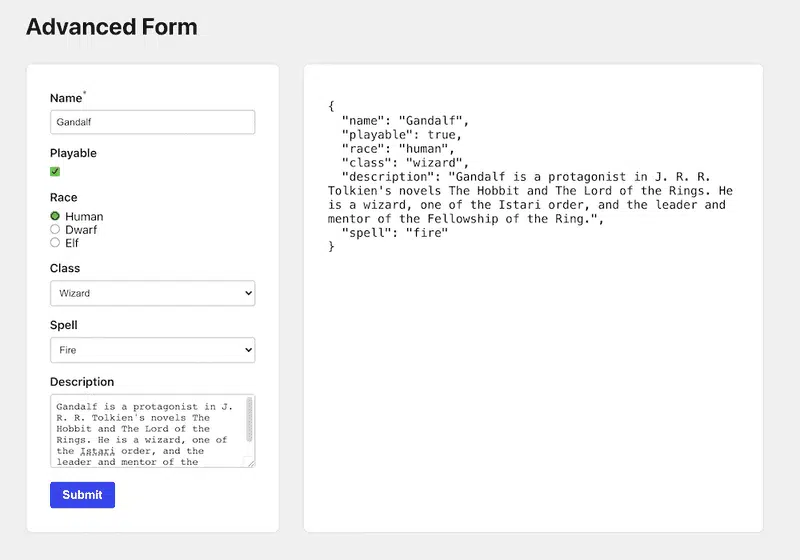 Advanced Form
Name*
Gandalf
Playable
Race
Human
Dwarf
Elf
Class
Wizard
Spell
Fire
Description
Gandalf is a protagonist in J.
R. R. Tolkien's novels The
Hobbit and The Lord of the
Rings. He is a wizard, one of
the Istari order, and the
leader and mentor of the
Submit
{
"name": "Gandalf",
"playable": true,
"race": "human",
"class": "wizard",
"description": "Gandalf is a protagonist in J. R. R.
Tolkien's novels The Hobbit and The Lord of the Rings. He
is a wizard, one of the Istari order, and the leader and
mentor of the Fellowship of the Ring.",
"spell": "fire"
}